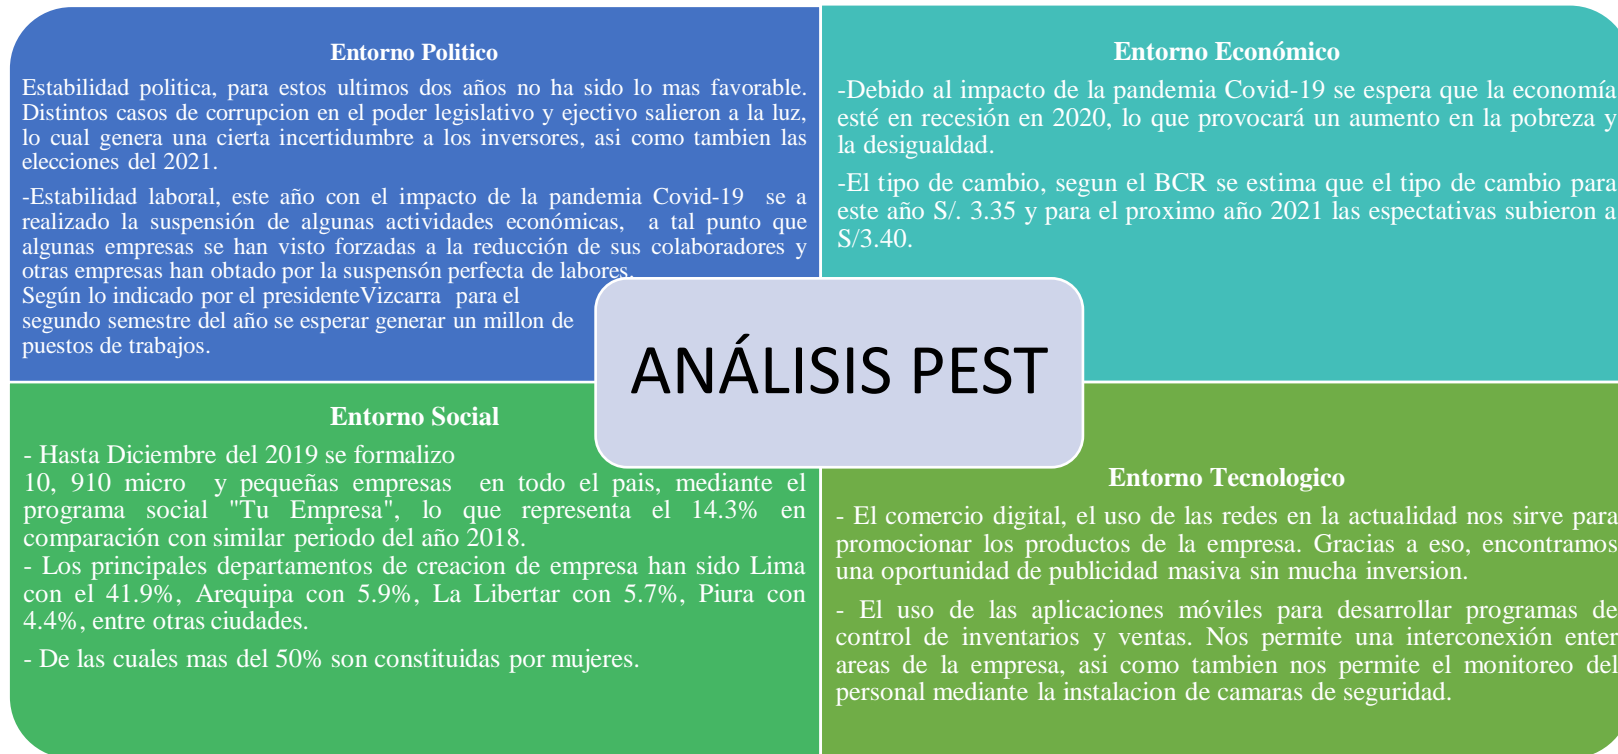 Entorno Politico
Estabilidad politica, para estos ultimos dos años no ha sido lo mas favorable.
Distintos casos de corrupcion en el poder legislativo y ejectivo salieron a la luz,
lo cual genera una cierta incertidumbre a los inversores, asi como tambien las
elecciones del 2021.
-Estabilidad laboral, este año con el impacto de la pandemia Covid-19 se a
realizado la suspensión de algunas actividades económicas, a tal punto que
algunas empresas se han visto forzadas a la reducción de sus colaboradores y
otras empresas han obtado por la suspensón perfecta de labores.
Según lo indicado por el presidenteVizcarra para el
segundo semestre del año se esperar generar un millon de
puestos de trabajos.
Entorno Económico
-Debido al impacto de la pandemia Covid-19 se espera que la economía
esté en recesión en 2020, lo que provocará un aumento en la pobreza y
la desigualdad.
-El tipo de cambio, segun el BCR se estima que el tipo de cambio para
este año S/. 3.35 y para el proximo año 2021 las espectativas subieron a
S/3.40.
ANÁLISIS PEST
Entorno Social
- Hasta Diciembre del 2019 se formalizo
10, 910 micro y pequeñas empresas en todo el pais, mediante el
programa social "Tu Empresa", lo que representa el 14.3% en
comparación con similar periodo del año 2018.
- Los principales departamentos de creacion de empresa han sido Lima
con el 41.9%, Arequipa con 5.9%, La Libertar con 5.7%, Piura con
4.4%, entre otras ciudades.
- De las cuales mas del 50% son constituidas por mujeres.
Entorno Tecnologico
- El comercio digital, el uso de las redes en la actualidad nos sirve para
promocionar los productos de la empresa. Gracias a eso, encontramos
una oportunidad de publicidad masiva sin mucha inversion.
- El uso de las aplicaciones móviles para desarrollar programas de
control de inventarios y ventas. Nos permite una interconexión enter
areas de la empresa, asi como tambien nos permite el monitoreo del
personal mediante la instalacion de camaras de seguridad.